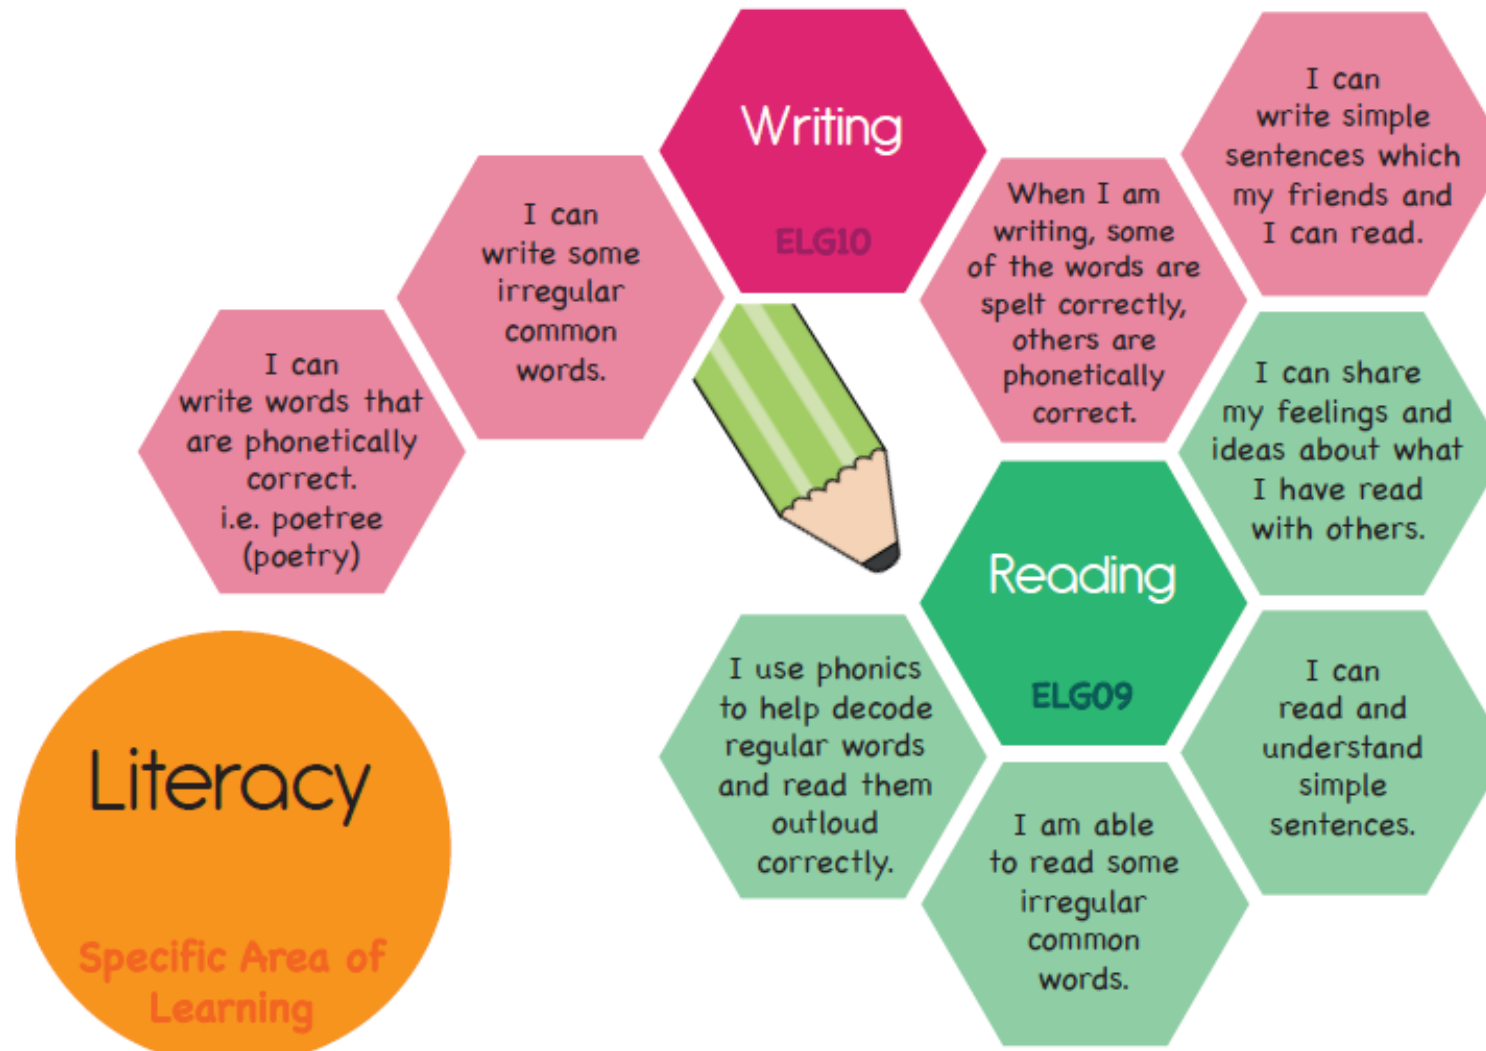 Writing
ELG10
I can
write some
irregular
common
words.
I can
write words that
are phonetically
correct.
i.e. poetree
(poetry)
When I am
writing, some
of the words are
spelt correctly,
others are
phonetically
correct.
I can
write simple
sentences which
my friends and
I can read.
I can share
my feelings and
ideas about what
I have read
with others.
Reading
ELG09
I use phonics
to help decode
regular words
and read them
outloud
correctly.
I am able
to read some
irregular
common
words.
I can
read and
understand
simple
sentences.
Literacy
Specific Area of
Learning